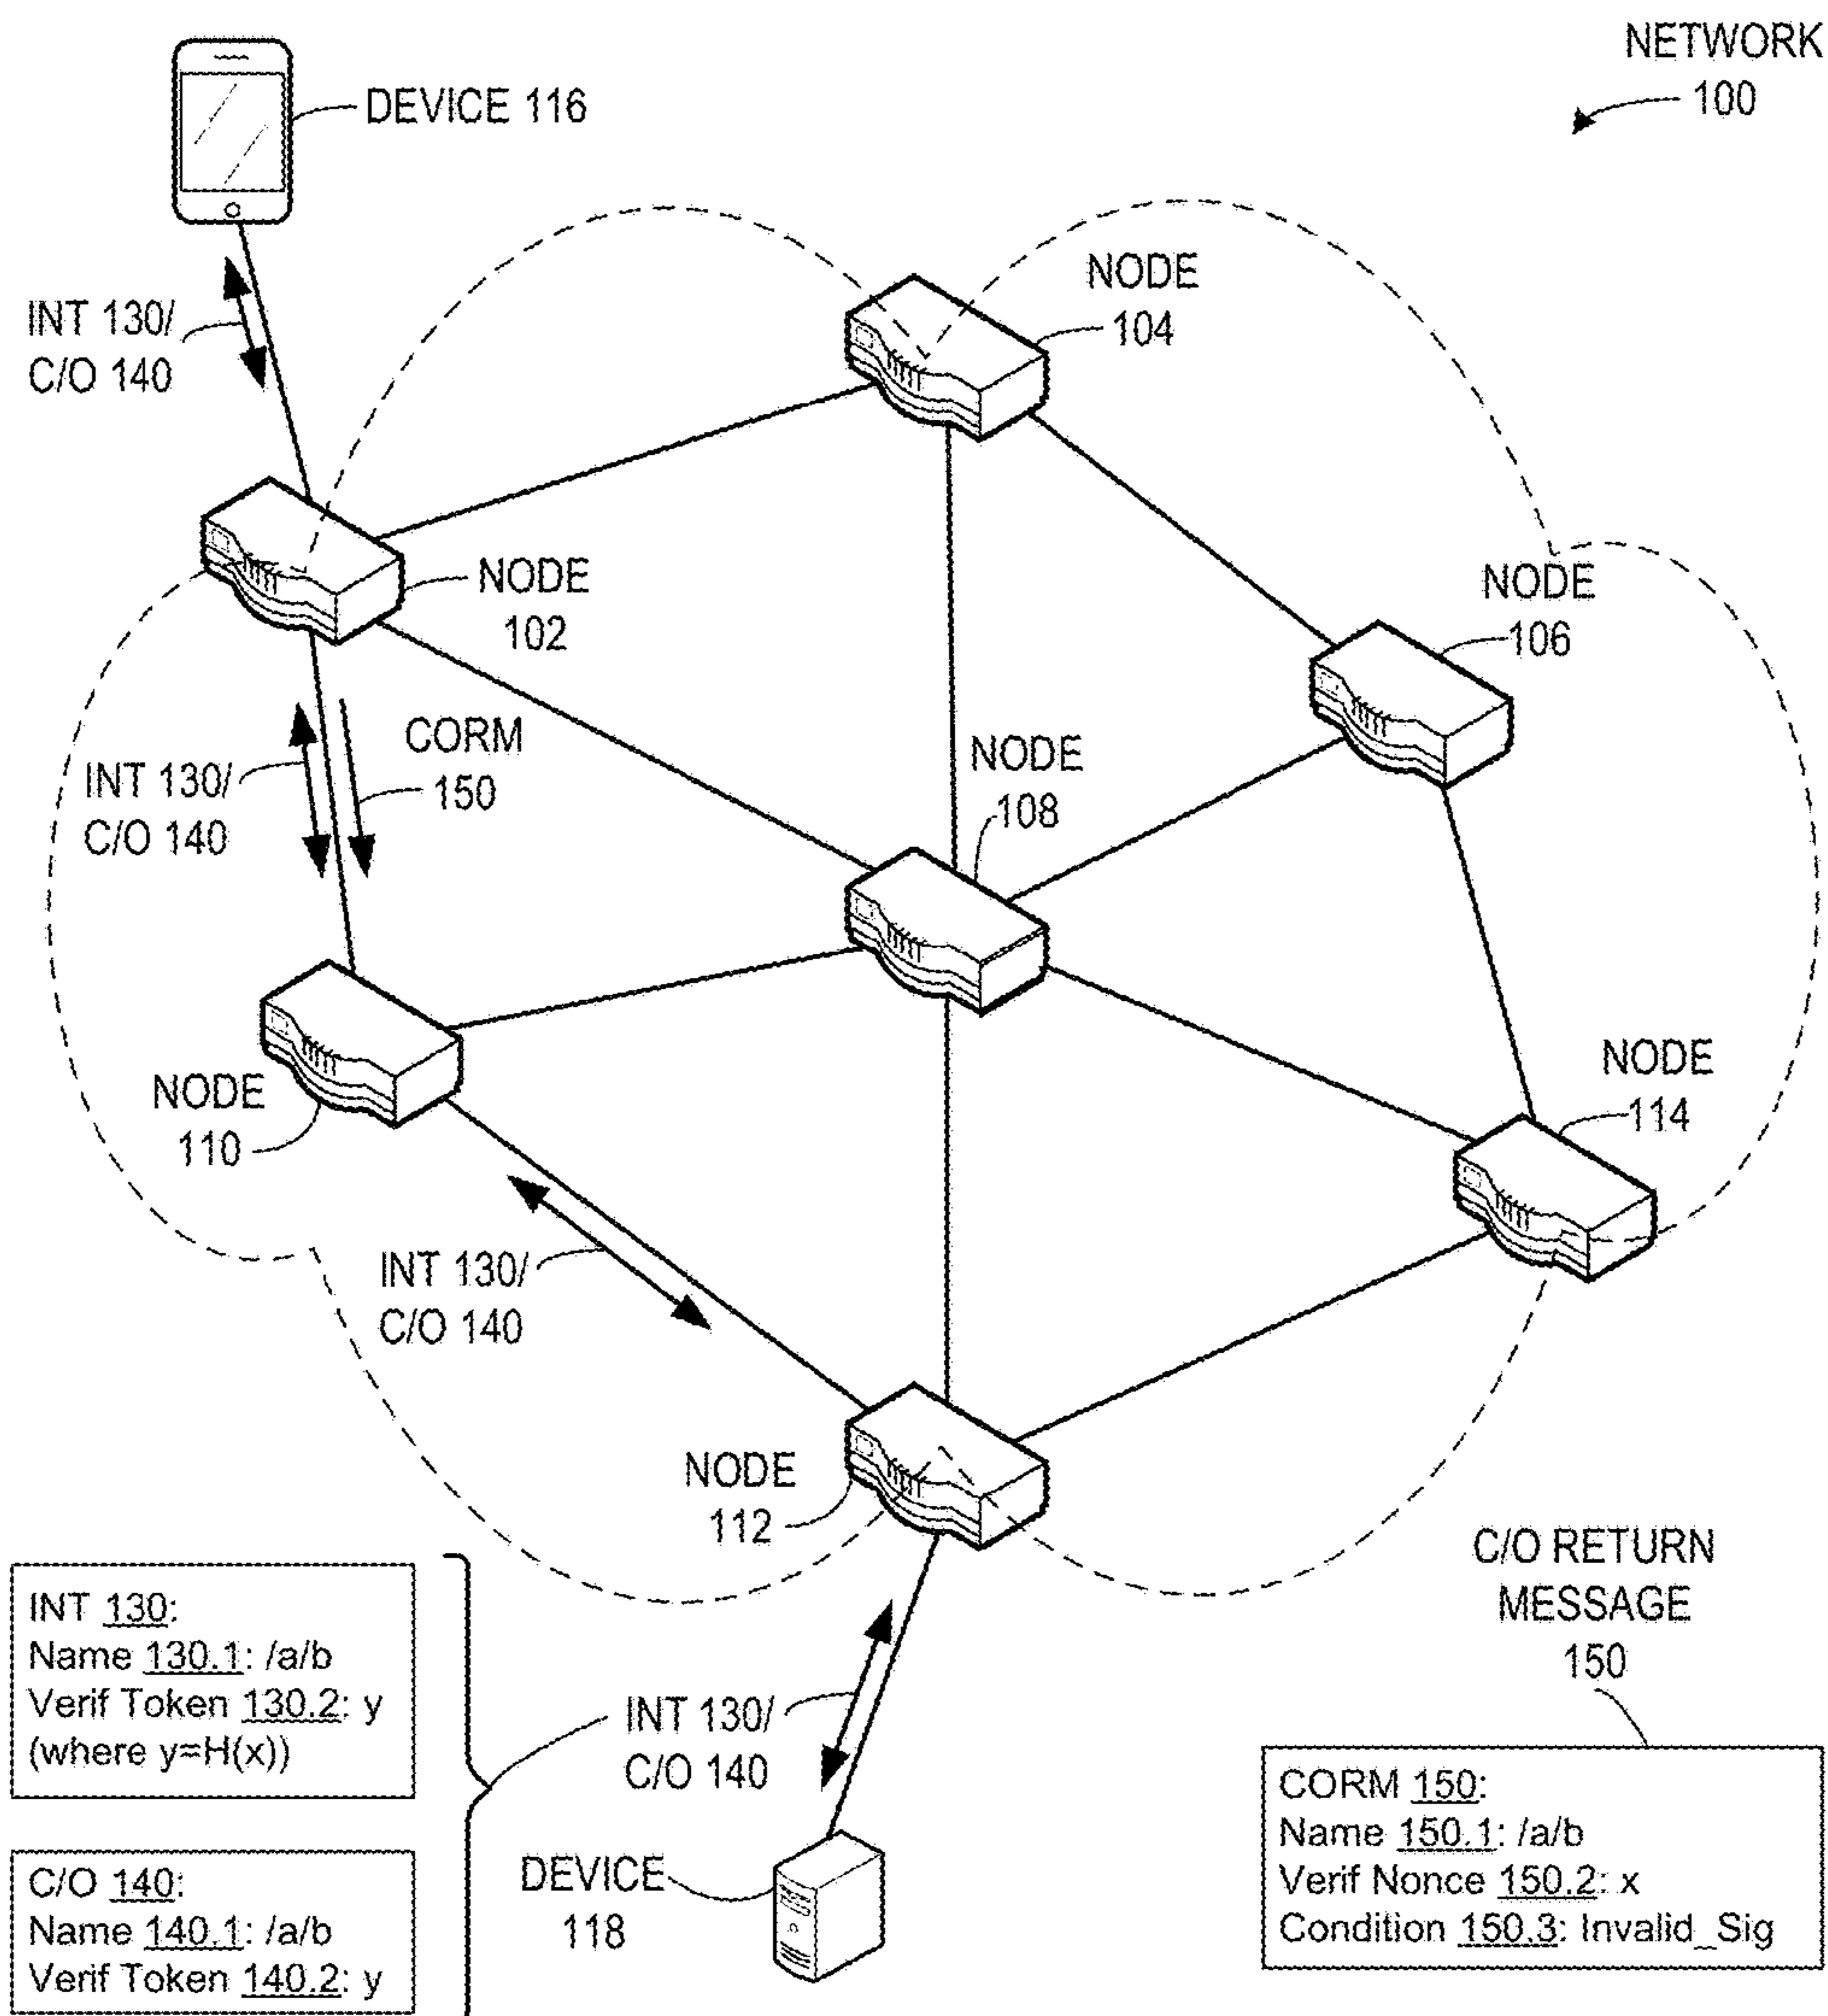 NETWORK
100
DEVICE 116
INT 130/
C/O 140
NODE
104
NODE
102
NODE
106
CORM
150
INT 130/
C/O 140
NODE
108
NODE
110
NODE
114
INT 130/
C/O 140
NODE
112
C/O RETURN
MESSAGE
150
INT 130:
Name 130.1: /a/b
Verif Token 130.2: y
(where y=H(x))
INT 130/
C/O 140
CORM 150:
Name 150.1: /a/b
Verif Nonce 150.2: x
Condition 150.3: Invalid_Sig
C/O 140:
Name 140.1: /a/b
Verif Token 140.2: y
DEVICE
118